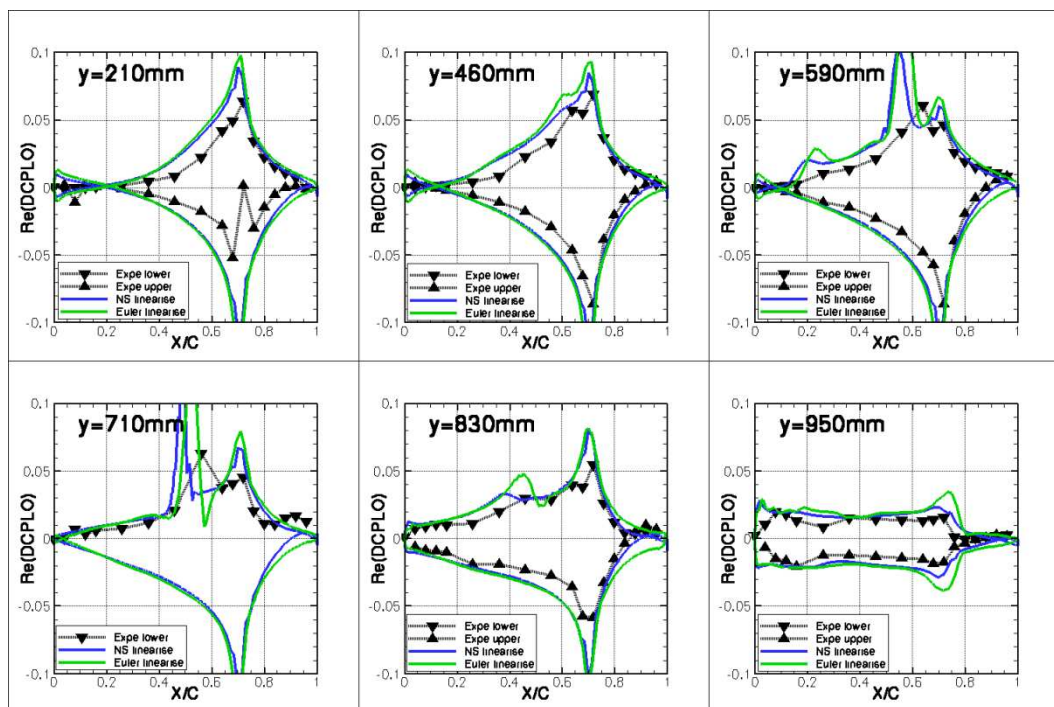 y=210mm
0.1
0.05
0
-0.05
-0.1
Re(DCPLO)
Expe lower
Expe upper
NS linearise
Euler linearise
0 0.2 0.4 0.6 0.8 1
X/C
y=460mm
0.1
0.05
0
-0.05
-0.1
Re(DCPLO)
Expe lower
Expe upper
NS linearise
Euler linearise
0 0.2 0.4 0.6 0.8 1
X/C
y=590mm
0.1
0.05
0
-0.05
-0.1
Re(DCPLO)
Expe lower
Expe upper
NS linearise
Euler linearise
0 0.2 0.4 0.6 0.8 1
X/C
y=710mm
0.1
0.05
0
-0.05
-0.1
Re(DCPLO)
Expe lower
NS linearise
Euler linearise
0 0.2 0.4 0.6 0.8 1
X/C
y=830mm
0.1
0.05
0
-0.05
-0.1
Re(DCPLO)
Expe lower
Expe upper
NS linearise
Euler linearise
0 0.2 0.4 0.6 0.8 1
X/C
y=950mm
0.1
0.05
0
-0.05
-0.1
Re(DCPLO)
Expe lower
Expe upper
NS linearise
Euler linearise
0 0.2 0.4 0.6 0.8 1
X/C